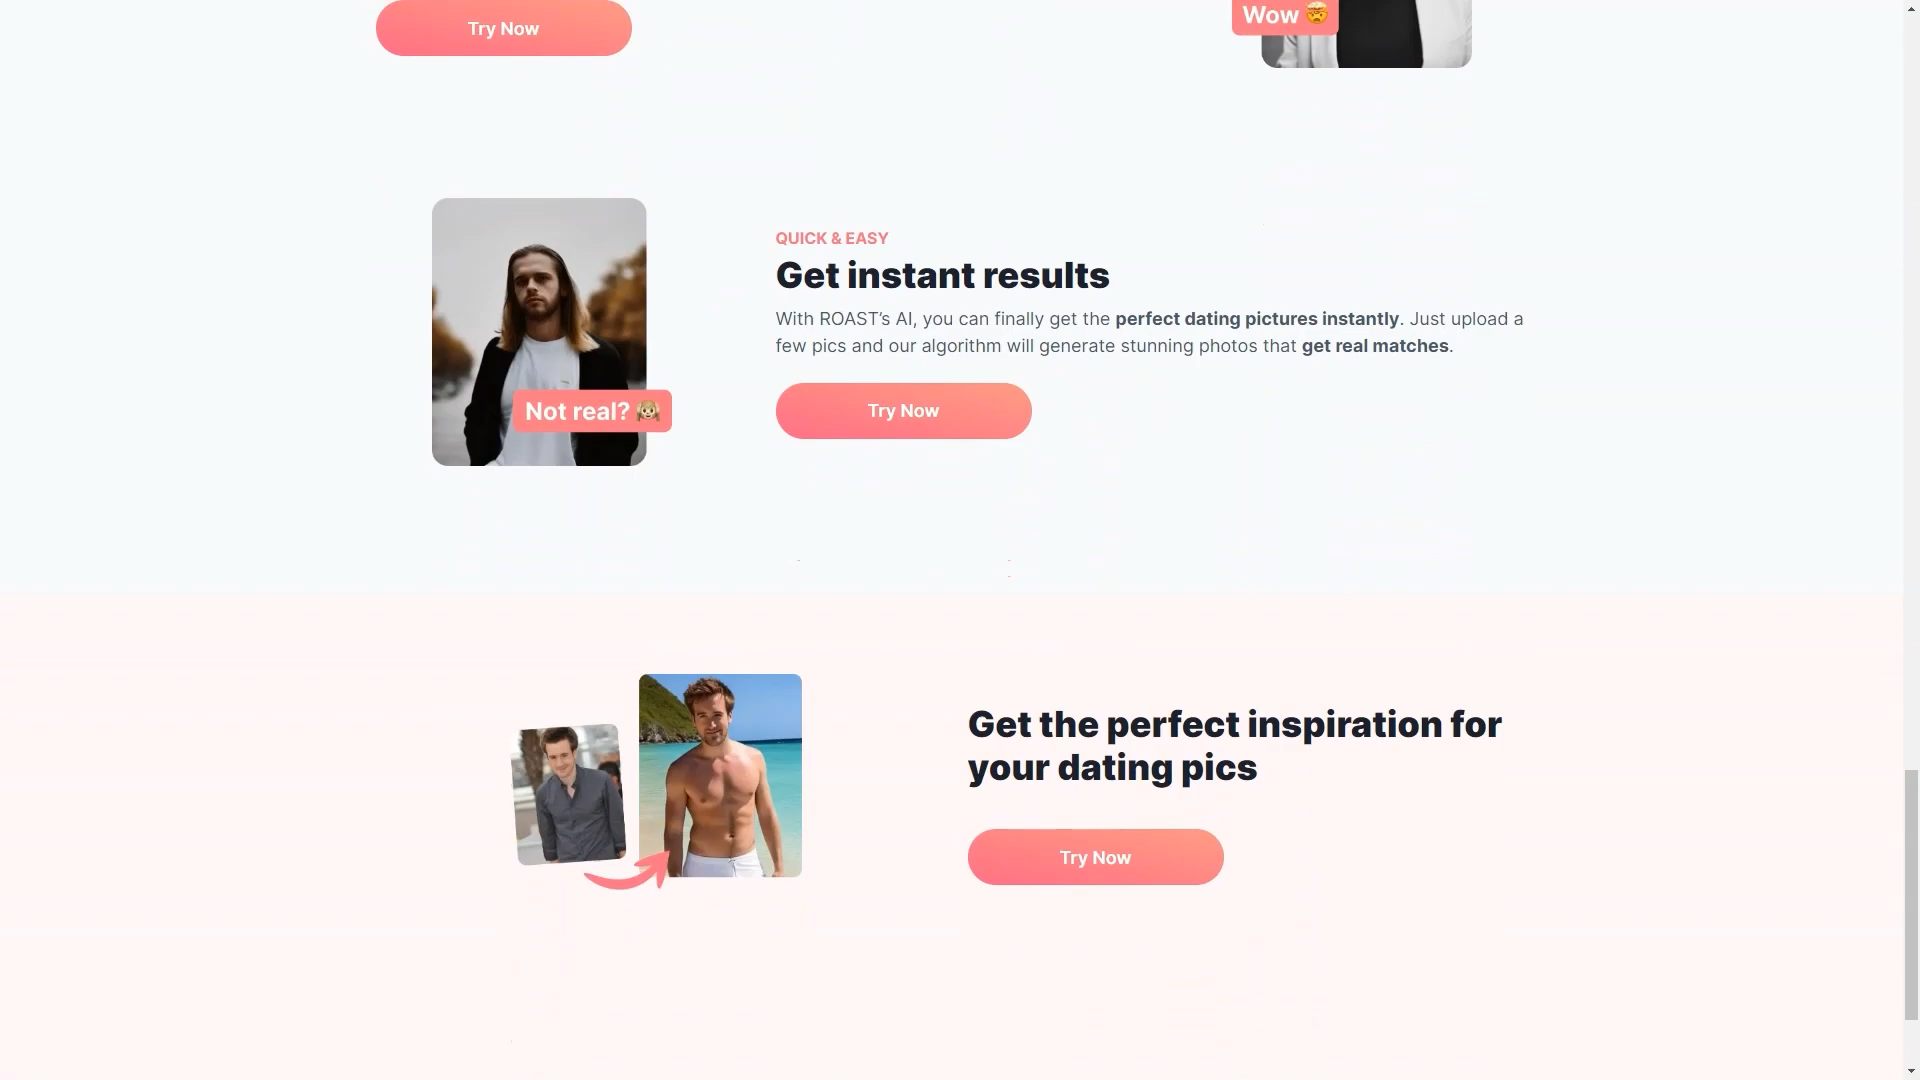 Try Now
Wow 🤯
QUICK & EASY
Get instant results
With ROAST’s AI, you can finally get the perfect dating pictures instantly. Just upload a
few pics and our algorithm will generate stunning photos that get real matches.
Try Now
Not real? 🙉
Get the perfect inspiration for
your dating pics
Try Now